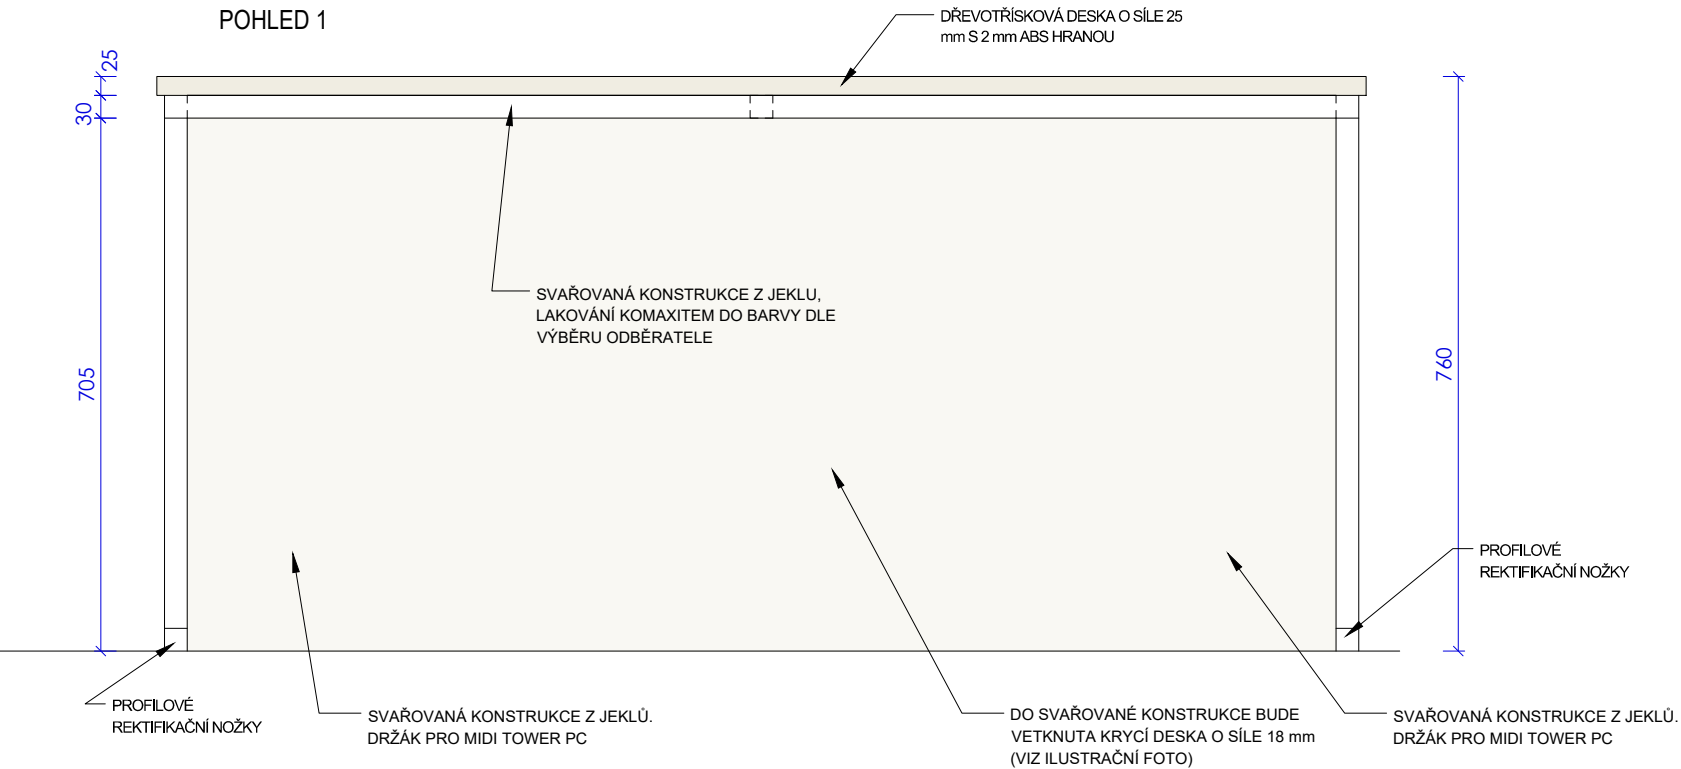 POHLED 1
DŘEVOTŘÍSKOVÁ DESKA O SÍLE 25
mm S 2 mm ABS HRANOU
25
30
705
760
SVAŘOVANÁ KONSTRUKCE Z JEKLU,
LAKOVÁNÍ KOMAXITEM DO BARVY DLE
VÝBĚRU ODBĚRATELE
PROFILOVÉ
REKTIFIKAČNÍ NOŽKY
PROFILOVÉ
REKTIFIKAČNÍ NOŽKY
SVAŘOVANÁ KONSTRUKCE Z JEKLŮ.
DRŽÁK PRO MIDI TOWER PC
DO SVAŘOVANÉ KONSTRUKCE BUDE
VETKNUTA KRYCÍ DESKA O SÍLE 18 mm
(VIZ ILUSTRAČNÍ FOTO)
SVAŘOVANÁ KONSTRUKCE Z JEKLŮ.
DRŽÁK PRO MIDI TOWER PC